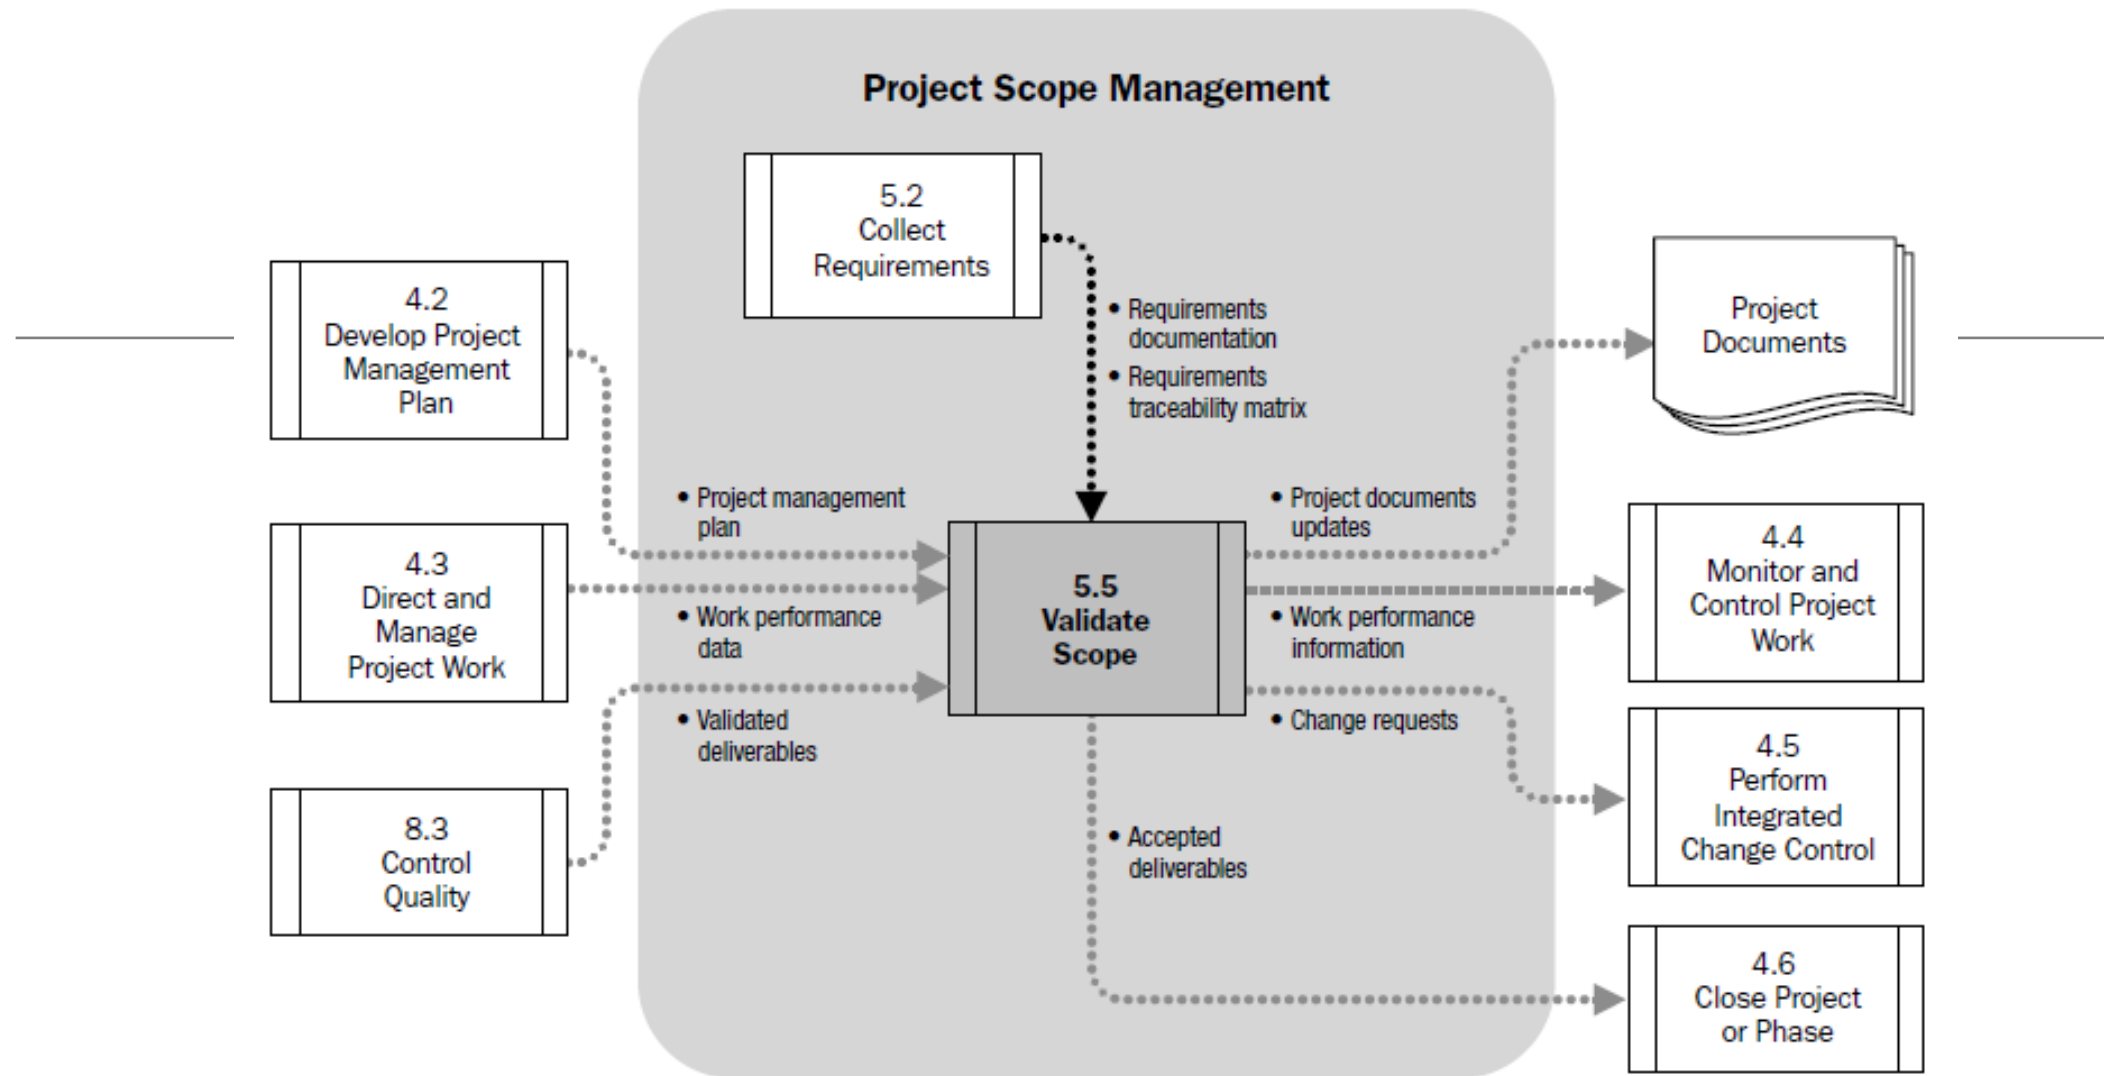 Project Scope Management
5.2
Collect
Requirements
4.2
Develop Project
Management
Plan
• Requirements
documentation
• Requirements
traceability matrix
Project
Documents
• Project management
plan
• Project documents
updates
4.3
Direct and
Manage
Project Work
• Work performance
data
5.5
Validate
Scope
• Work performance
information
4.4
Monitor and
Control Project
Work
• Validated
deliverables
• Change requests
4.5
Perform
Integrated
Change Control
8.3
Control
Quality
• Accepted
deliverables
4.6
Close Project
or Phase